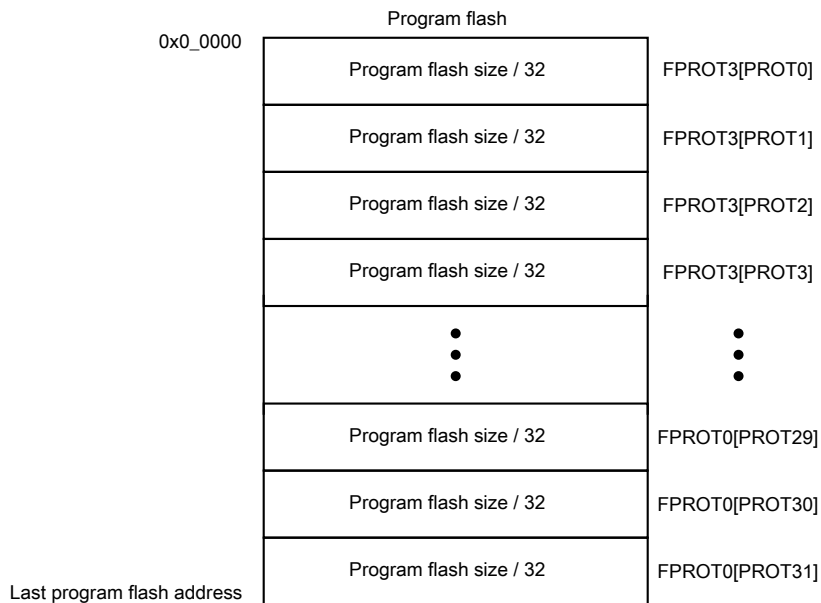 Program flash
0x0_0000
Program flash size / 32 FPROT3[PROT0]
Program flash size / 32 FPROT3[PROT1]
Program flash size / 32 FPROT3[PROT2]
Program flash size / 32 FPROT3[PROT3]
Program flash size / 32 FPROT0[PROT29]
Program flash size / 32 FPROT0[PROT30]
Program flash size / 32 FPROT0[PROT31]
Last program flash address